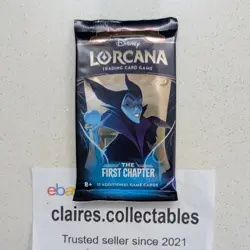 Disney
LORCANA
TRADING CARD GAME
THE
FIRST CHAPTER
8+
12 ADDITIONAL GAME CARDS
eb
claires.collectables
Trusted seller since 2021